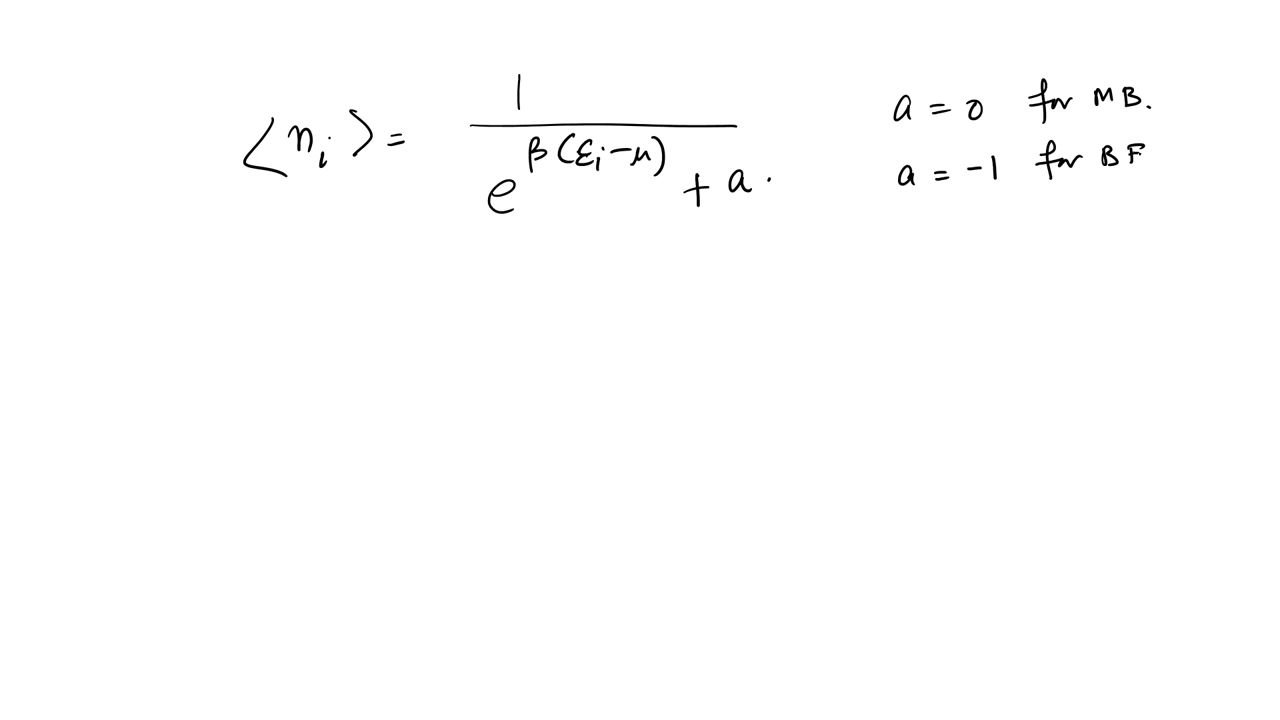 ⟨n_i⟩ = 1 / (e^{β(ε_i-μ)} + a).
a = 0 for MB.
a = -1 for BF